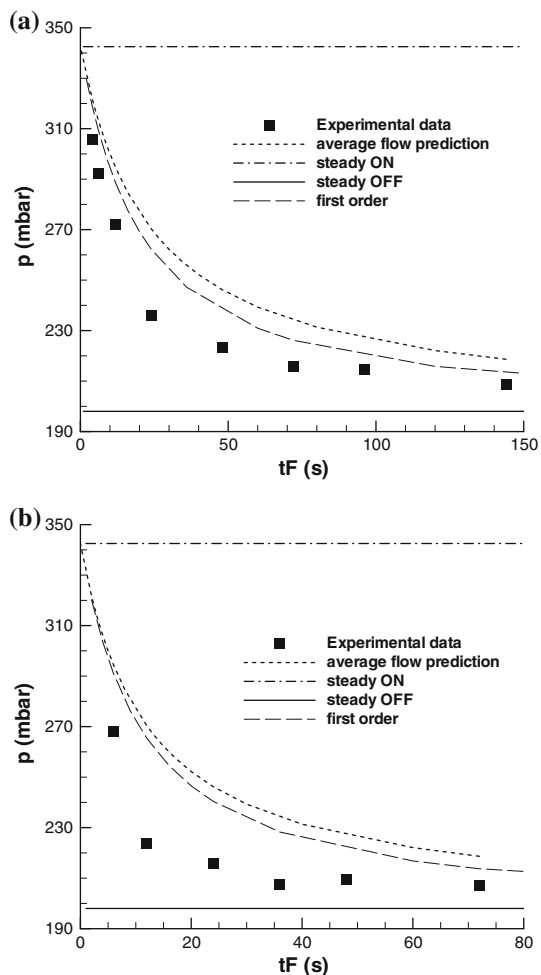 (a)
350
310
270
230
190
p (mbar)
Experimental data
average flow prediction
steady ON
steady OFF
first order
0
50
100
150
tF (s)
(b)
350
310
270
230
190
p (mbar)
Experimental data
average flow prediction
steady ON
steady OFF
first order
0
20
40
60
80
tF (s)